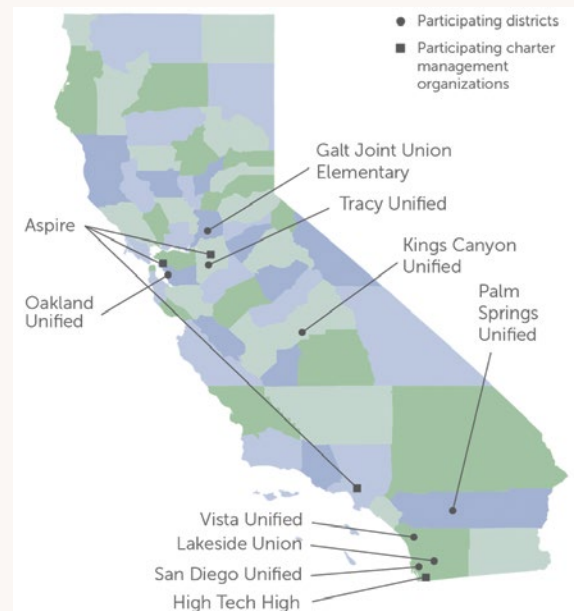 Participating districts
Participating charter
management
organizations
Galt Joint Union
Elementary
Tracy Unified
Aspire
Kings Canyon
Unified
Oakland
Unified
Palm
Springs
Unified
Vista Unified
Lakeside Union
San Diego Unified
High Tech High